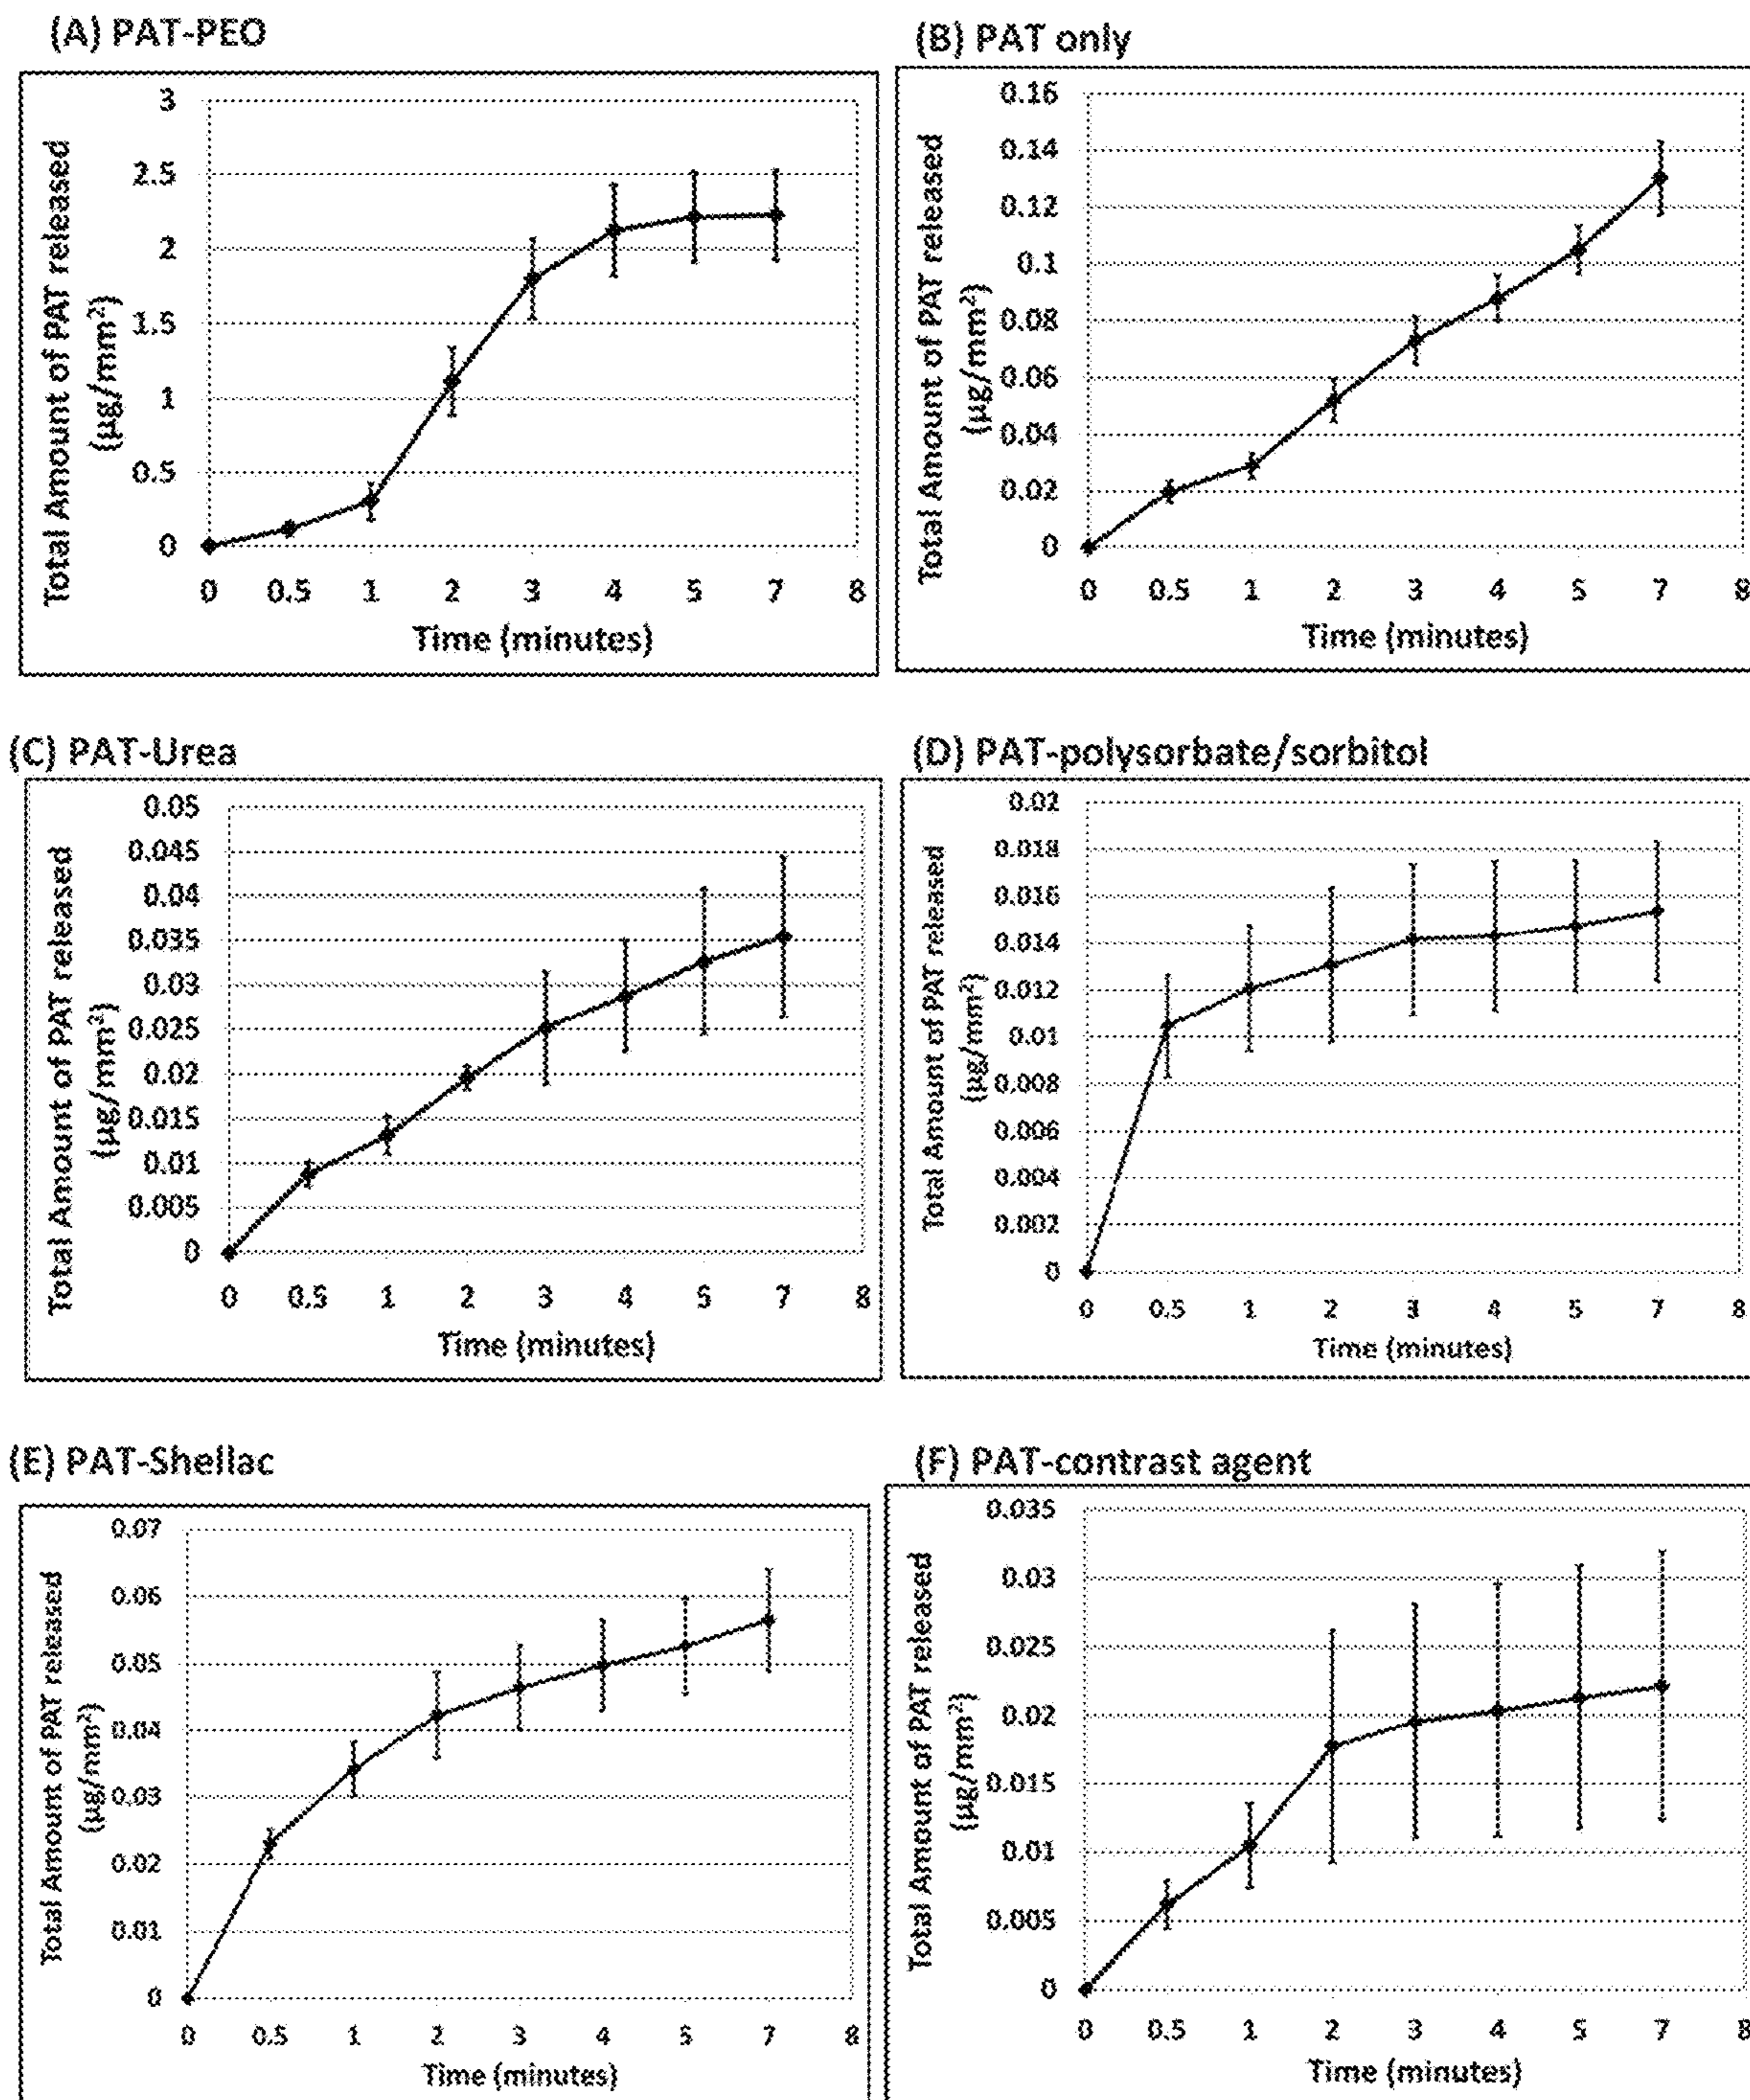 (A) PAT-PEO
Total Amount of PAT released
(µg/mm²)
3
2.5
2
1.5
1
0.5
0
0 0.5 1 2 3 4 5 7 8
Time (minutes)
(B) PAT only
Total Amount of PAT released
(µg/mm²)
0.16
0.14
0.12
0.1
0.08
0.06
0.04
0.02
0
0 0.5 1 2 3 4 5 7 8
Time (minutes)
(C) PAT-Urea
Total Amount of PAT released
(µg/mm²)
0.05
0.045
0.04
0.035
0.03
0.025
0.02
0.015
0.01
0.005
0
0 0.5 1 2 3 4 5 7 8
Time (minutes)
(D) PAT-polysorbate/sorbitol
Total Amount of PAT released
(µg/mm²)
0.02
0.018
0.016
0.014
0.012
0.01
0.008
0.006
0.004
0.002
0
0 0.5 1 2 3 4 5 7 8
Time (minutes)
(E) PAT-Shellac
Total Amount of PAT released
(µg/mm²)
0.07
0.06
0.05
0.04
0.03
0.02
0.01
0
0 0.5 1 2 3 4 5 7 8
Time (minutes)
(F) PAT-contrast agent
Total Amount of PAT released
(µg/mm²)
0.035
0.03
0.025
0.02
0.015
0.01
0.005
0
0 0.5 1 2 3 4 5 7 8
Time (minutes)